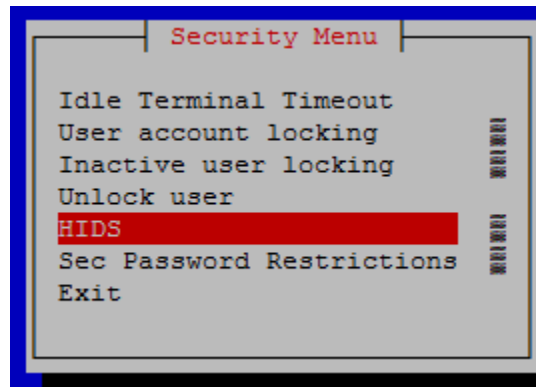 Security Menu
Idle Terminal Timeout
User account locking
Inactive user locking
Unlock user
HIDS
Sec Password Restrictions
Exit